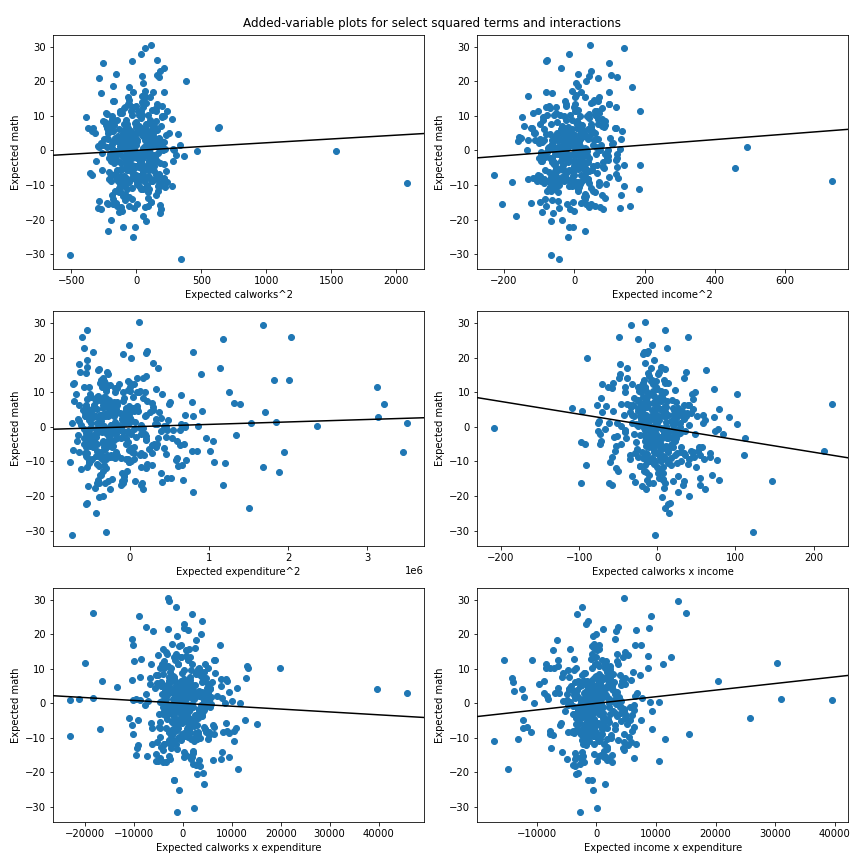 Added-variable plots for select squared terms and interactions
30
20
10
0
−10
−20
−30
Expected math
−500 0 500 1000 1500 2000
Expected calworks^2
30
20
10
0
−10
−20
−30
Expected math
−200 0 200 400 600
Expected income^2
30
20
10
0
−10
−20
−30
Expected math
0 1 2 3
1e6
Expected expenditure^2
30
20
10
0
−10
−20
−30
Expected math
−200 −100 0 100 200
Expected calworks x income
30
20
10
0
−10
−20
−30
Expected math
−20000 −10000 0 10000 20000 30000 40000
Expected calworks x expenditure
30
20
10
0
−10
−20
−30
Expected math
−10000 0 10000 20000 30000 40000
Expected income x expenditure